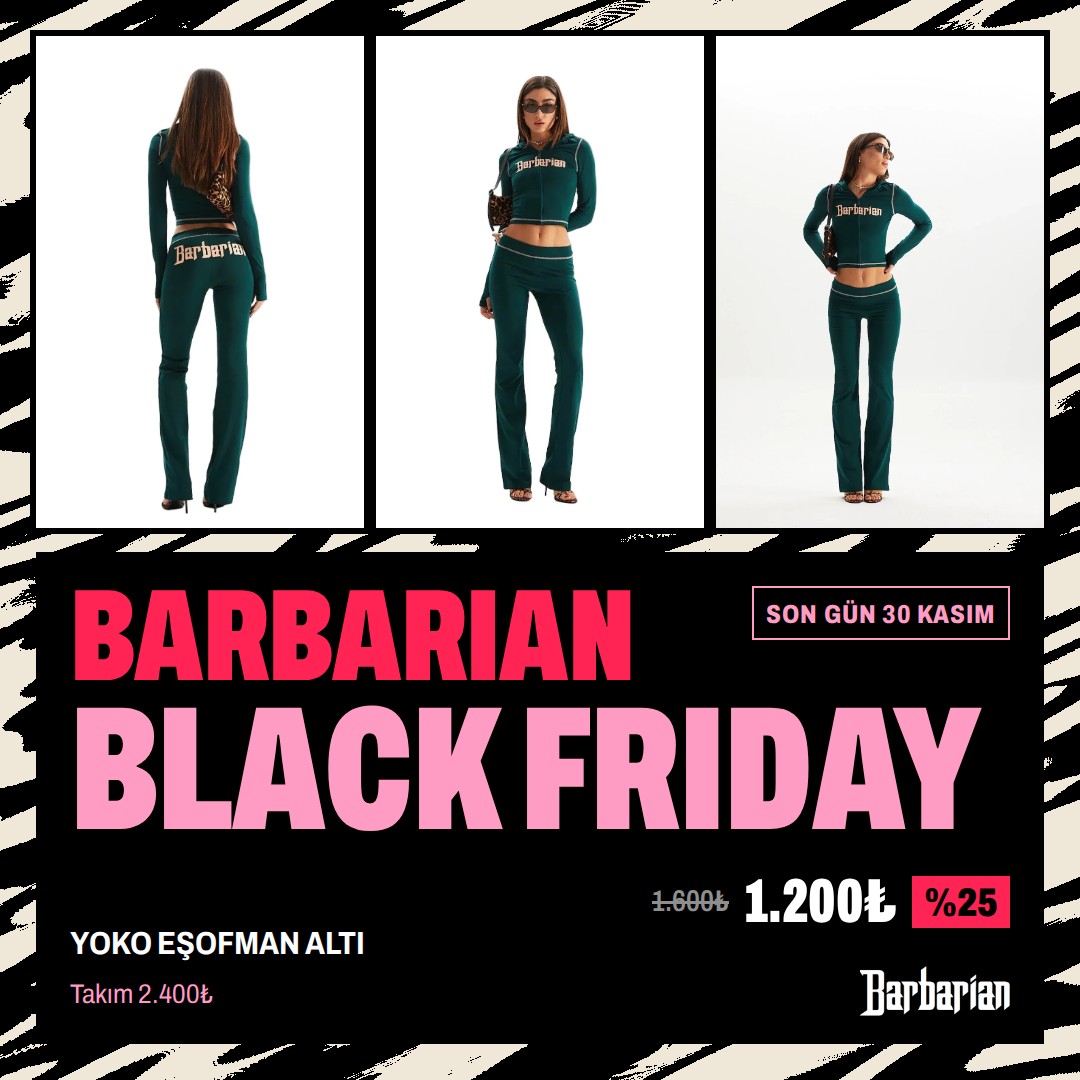 Barbarian
Barbarian
Barbarian
BARBARIAN
SON GÜN 30 KASIM
BLACK FRIDAY
1.600₺ 1.200₺ %25
YOKO EŞOFMAN ALTI
Takım 2.400₺
Barbarian